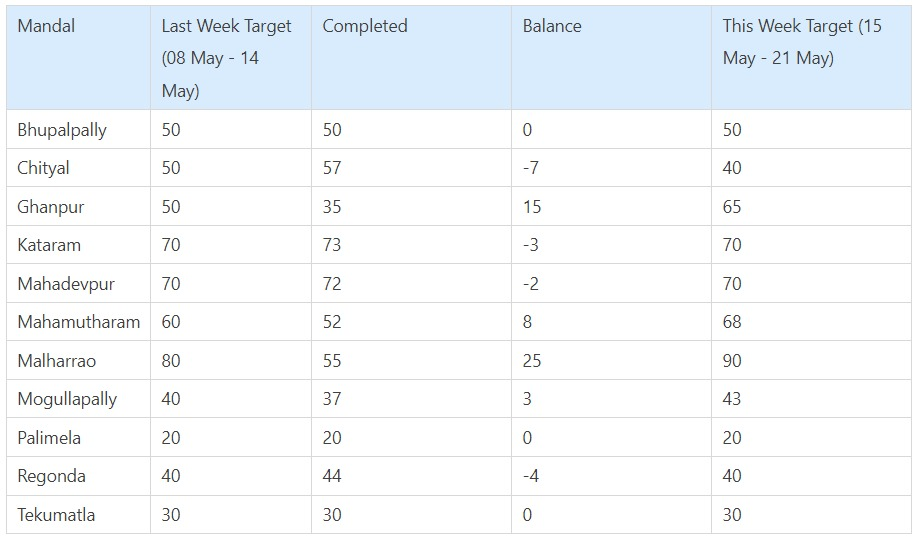 Mandal Last Week Target (08 May - 14 May) Completed Balance This Week Target (15 May - 21 May)
Bhupalpally 50 50 0 50
Chityal 50 57 -7 40
Ghanpur 50 35 15 65
Kataram 70 73 -3 70
Mahadevpur 70 72 -2 70
Mahamutharam 60 52 8 68
Malharrao 80 55 25 90
Mogullapally 40 37 3 43
Palimela 20 20 0 20
Regonda 40 44 -4 40
Tekumatla 30 30 0 30